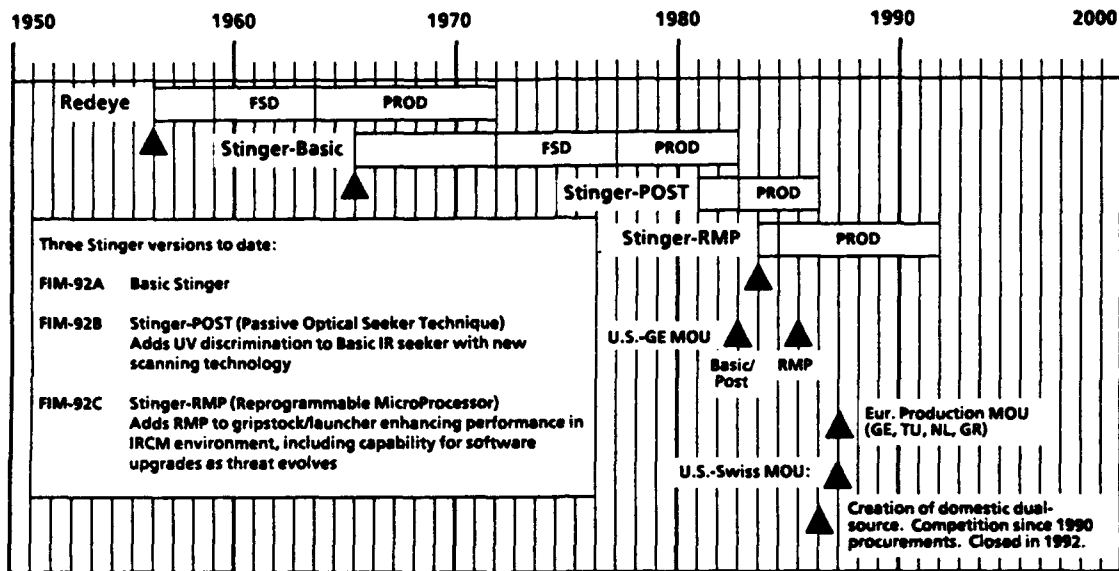 1950 1960 1970 1980 1990 2000
Redeye FSD PROD
Stinger-Basic FSD PROD
Stinger-POST PROD
Stinger-RMP PROD
Three Stinger versions to date:
FIM-92A Basic Stinger
FIM-92B Stinger-POST (Passive Optical Seeker Technique)
Adds UV discrimination to Basic IR seeker with new
scanning technology
FIM-92C Stinger-RMP (Reprogrammable MicroProcessor)
Adds RMP to gripstock/launcher enhancing performance in
IRCM environment, including capability for software
upgrades as threat evolves
U.S.-GE MOU
Basic/
Post
RMP
Eur. Production MOU
(GE, TU, NL, GR)
U.S.-Swiss MOU:
Creation of domestic dual-
source. Competition since 1990
procurements. Closed in 1992.